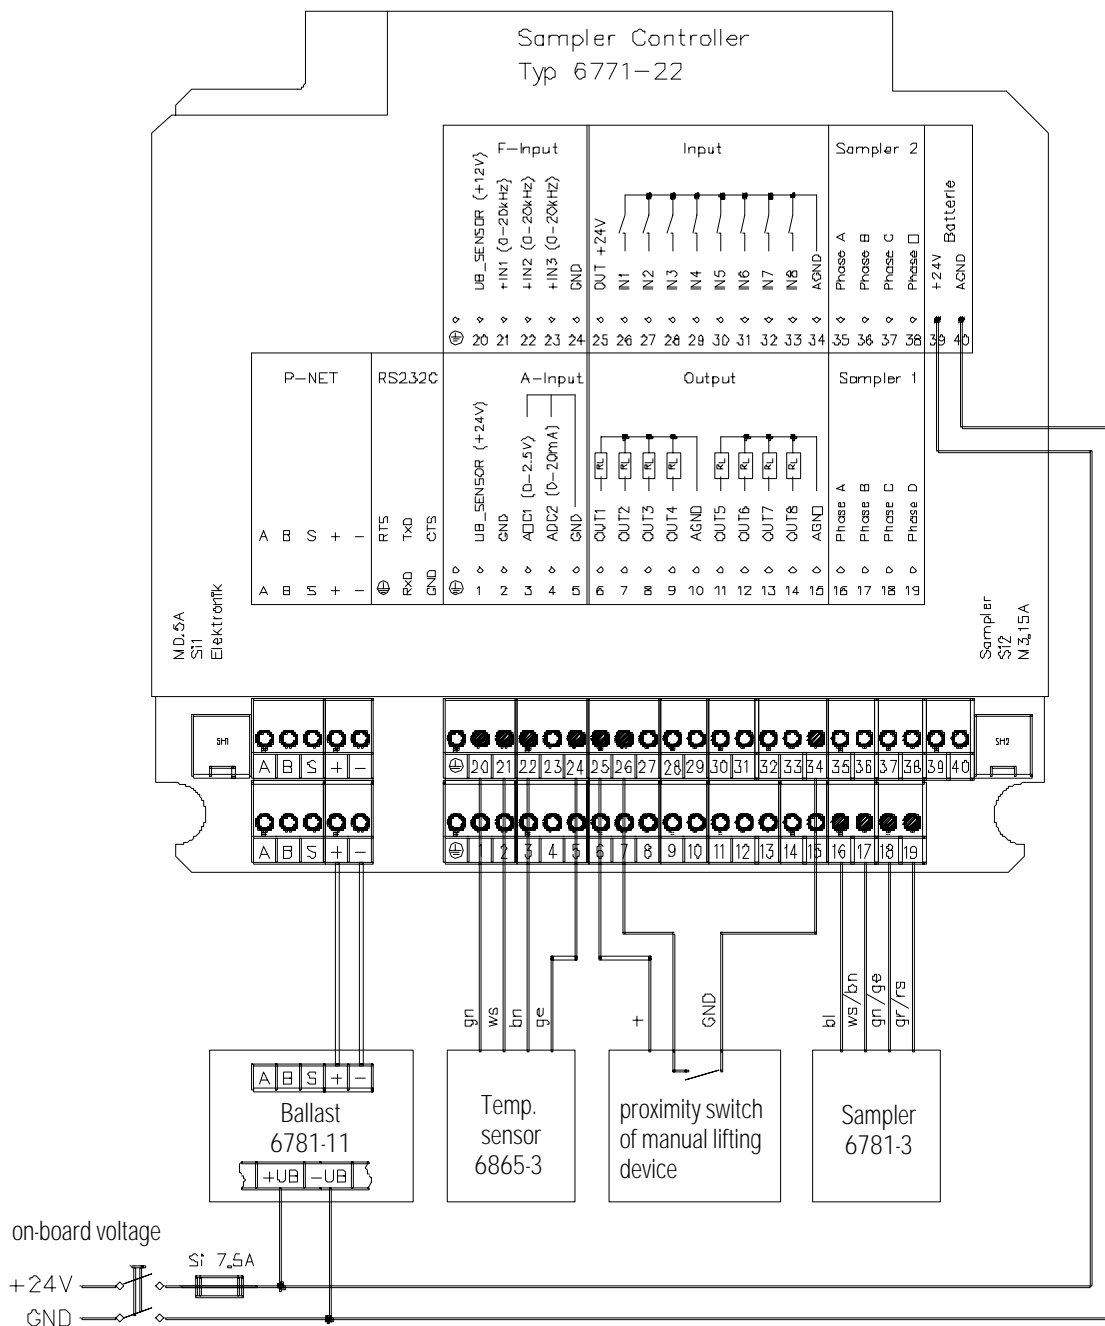 Sampler Controller
Typ 6771-22
F-Input
Input
Sampler 2
UB_SENSOR (+12V)
+IN1 (0-20kHz)
+IN2 (0-20kHz)
+IN3 (0-20kHz)
GND
OUT +24V
IN1
IN2
IN3
IN4
IN5
IN6
IN7
IN8
AGND
Phase A
Phase B
Phase C
Phase D
+24V
AGND
Batterie
20 21 22 23 24 25 26 27 28 29 30 31 32 33 34 35 36 37 38 39 40
P-NET
RS232C
A-Input
Output
Sampler 1
A B S + -
RTS
TxD
CTS
UB_SENSOR (+24V)
GND
ADC1 (0-2.5V)
ADC2 (0-20mA)
GND
RL RL RL RL RL RL RL RL
OUT1
OUT2
OUT3
OUT4
AGND
OUT5
OUT6
OUT7
OUT8
AGND
Phase A
Phase B
Phase C
Phase D
A B S + -
RxD
GND
1 2 3 4 5 6 7 8 9 10 11 12 13 14 15 16 17 18 19
M0.5A
Si1
Elektronik
Sampler
Si2
M3.15A
SH1
SH2
A B S + - 20 21 22 23 24 25 26 27 28 29 30 31 32 33 34 35 36 37 38 39 40
A B S + - 1 2 3 4 5 6 7 8 9 10 11 12 13 14 15 16 17 18 19
gn
ws
bn
ge
+
GND
bl
ws/bn
gn/ge
gr/rs
A B S + -
Ballast
6781-11
+UB -UB
Temp.
sensor
6865-3
proximity switch
of manual lifting
device
Sampler
6781-3
on-board voltage
Si 7.5A
+24V
GND